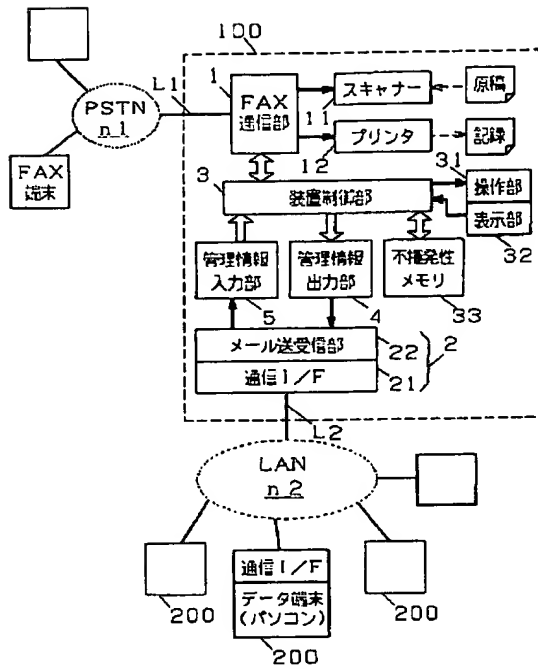 100
L1
1
PSTN
n1
FAX
通信部
スキャナー
11
原稿
プリンタ
12
記録
FAX
端末
3
装置制御部
31
操作部
表示部
32
管理情報
入力部
5
管理情報
出力部
4
不揮発性
メモリ
33
メール送受信部
22
2
通信I/F
21
L2
LAN
n2
200
通信I/F
データ端末
(パソコン)
200
200